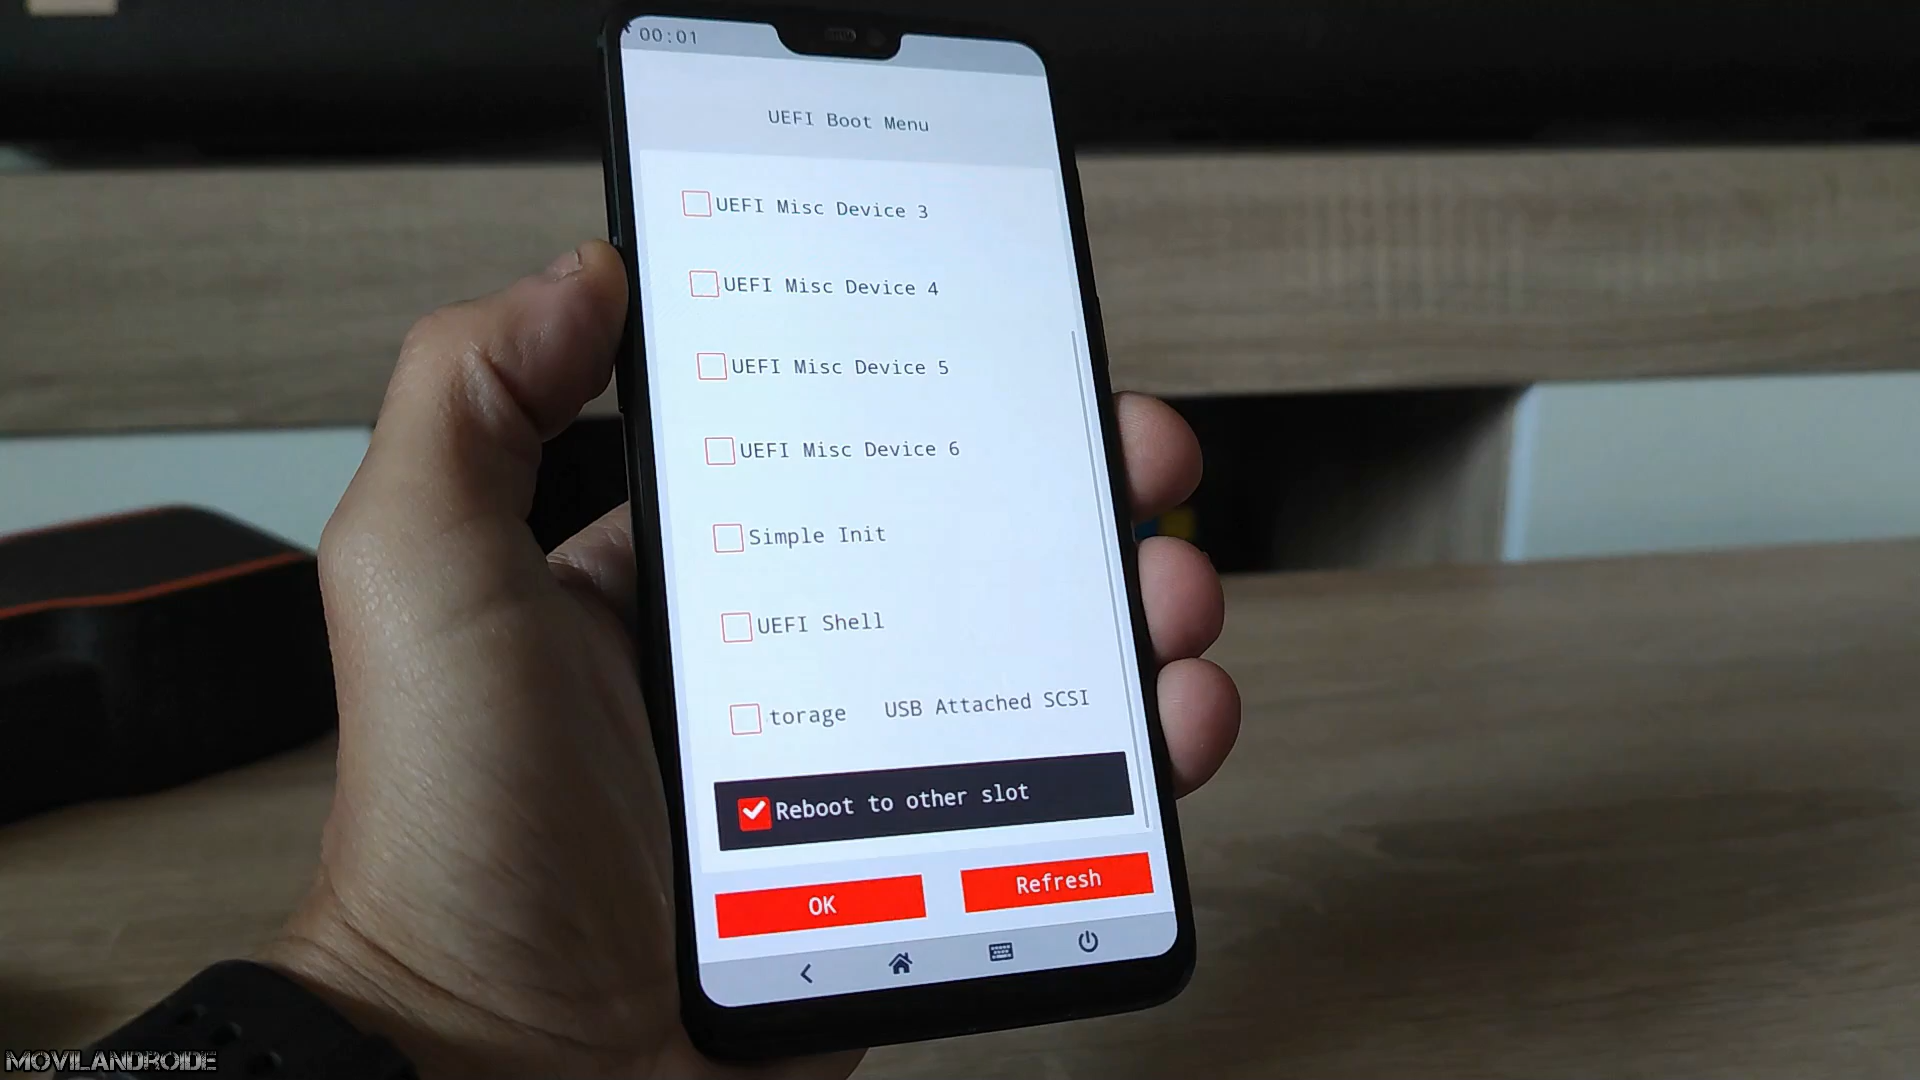 00:01
UEFI Boot Menu
UEFI Misc Device 3
UEFI Misc Device 4
UEFI Misc Device 5
UEFI Misc Device 6
Simple Init
UEFI Shell
torage USB Attached SCSI
Reboot to other slot
OK Refresh
MOVILANDROIDE